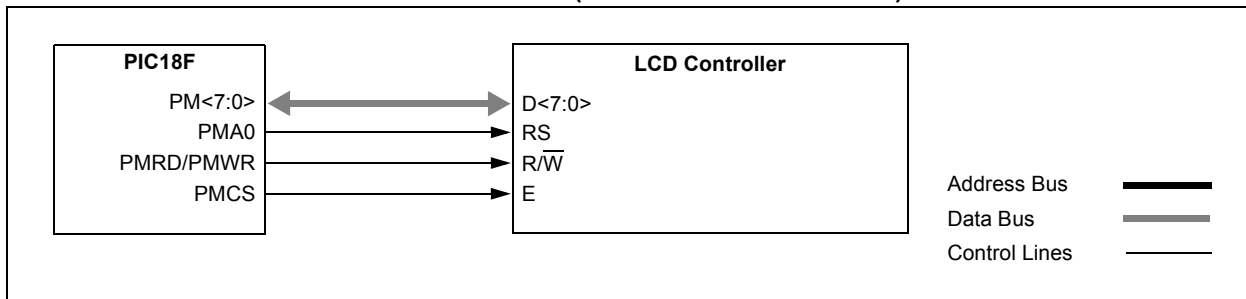 PIC18F
PM<7:0>
PMA0
PMRD/PMWR
PMCS
LCD Controller
D<7:0>
RS
R/W̅
E
Address Bus
Data Bus
Control Lines